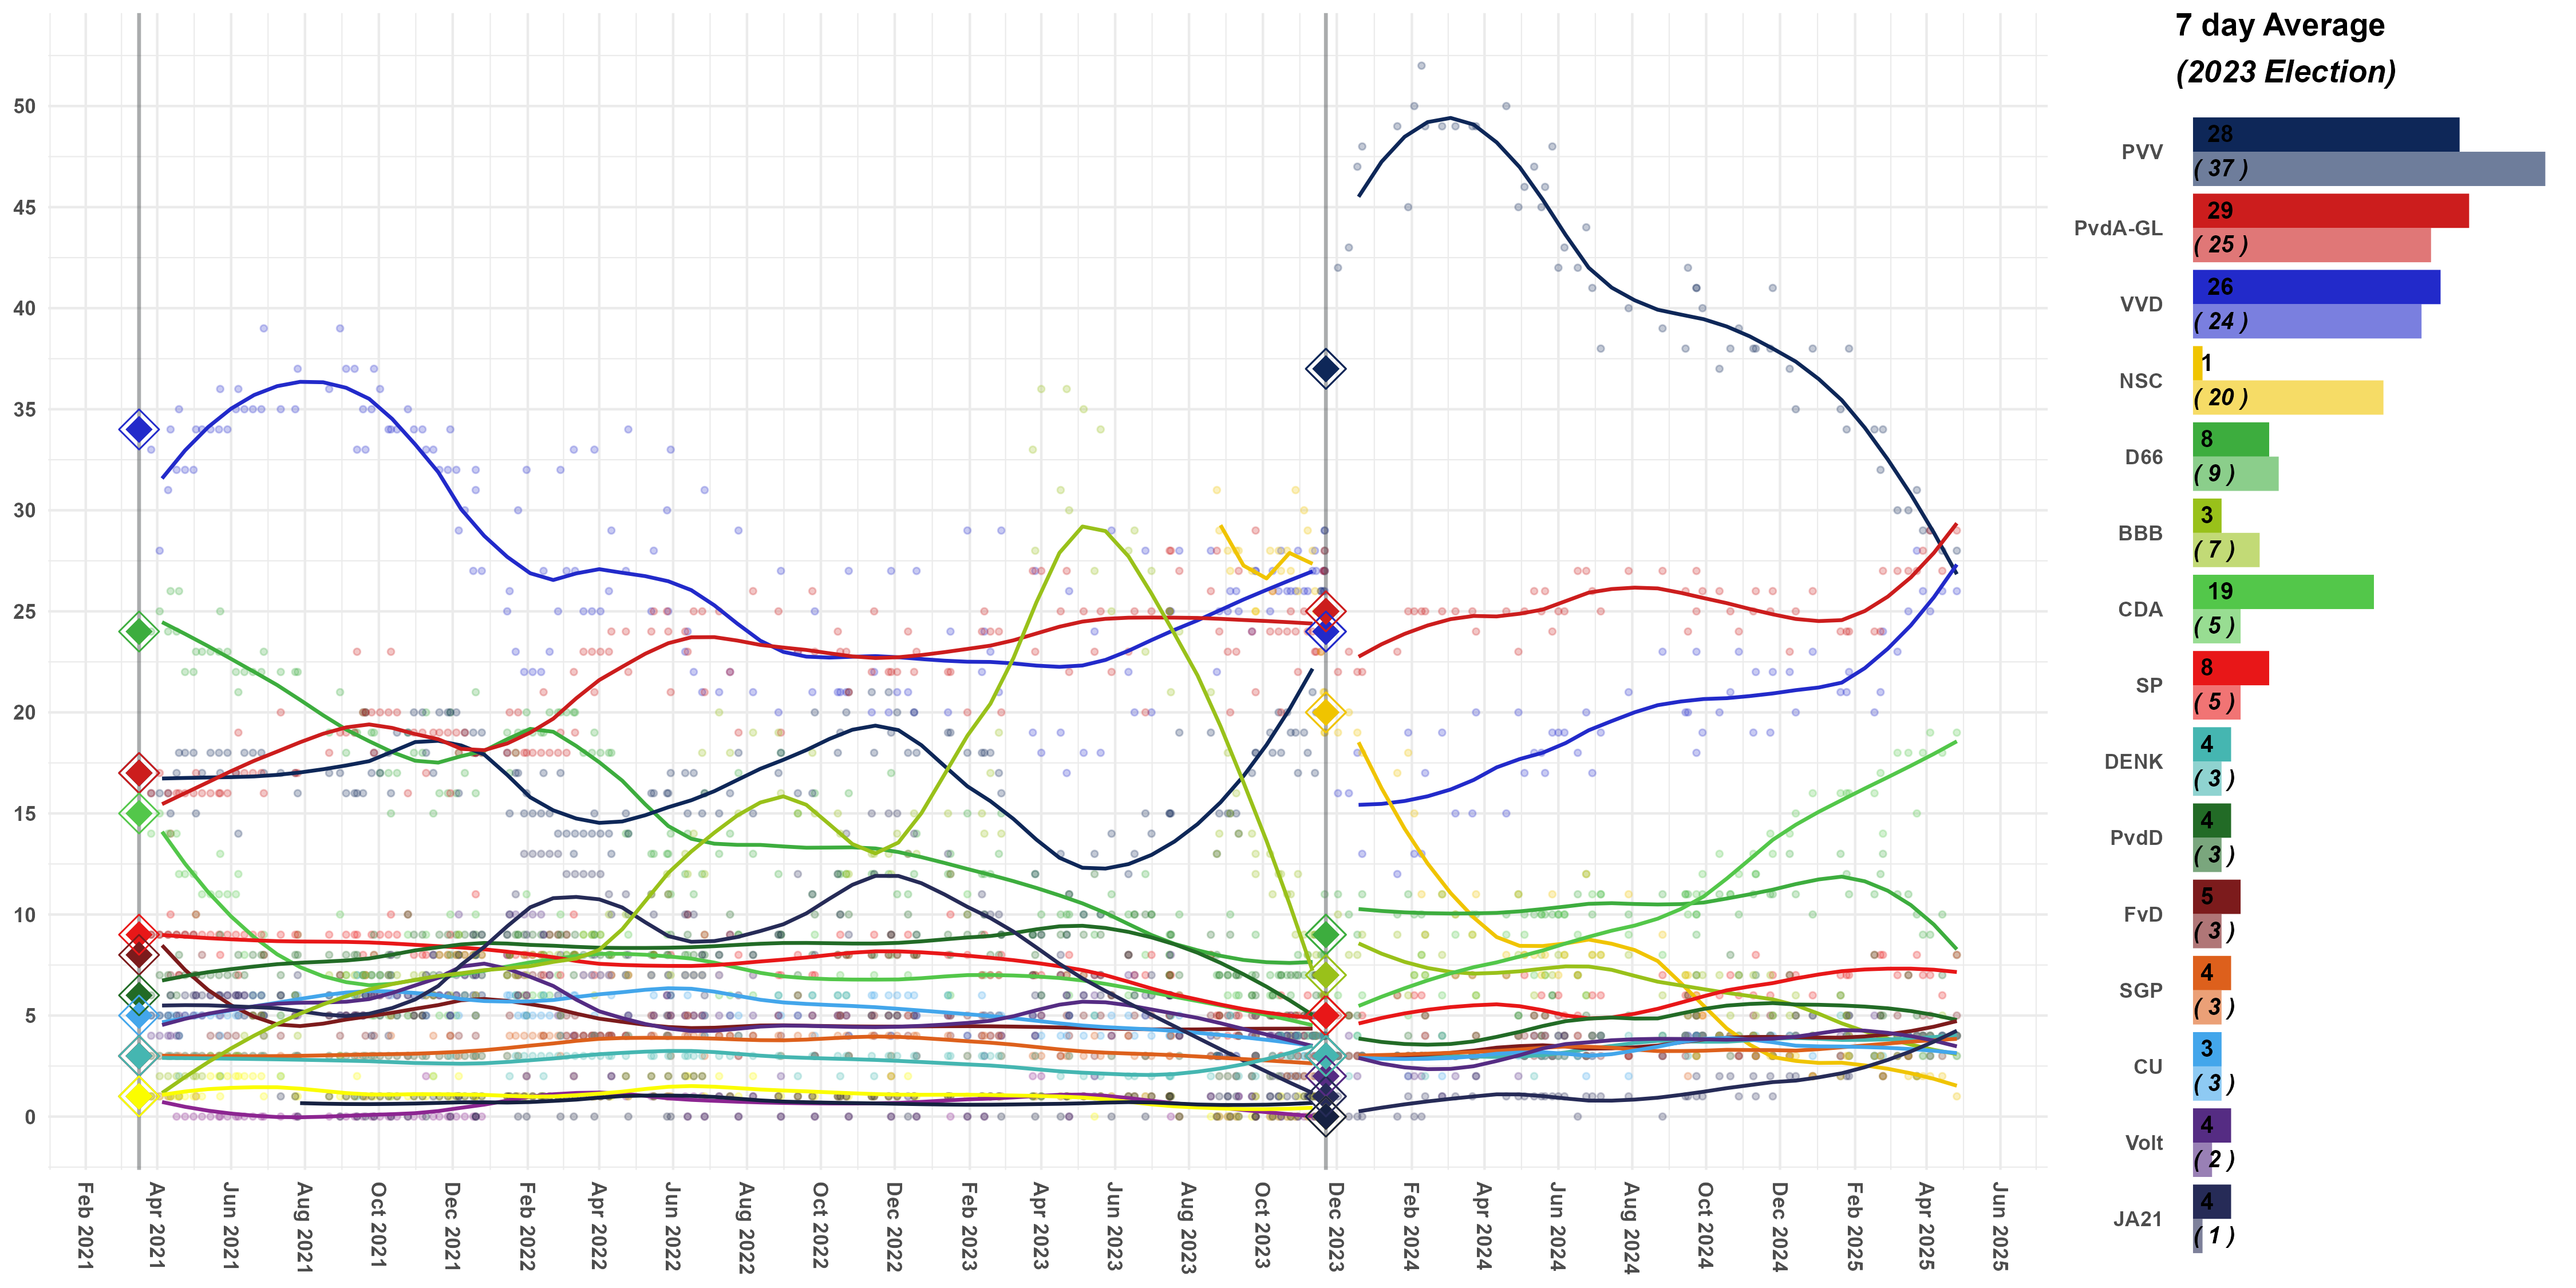 7 day Average
(2023 Election)
50
45
40
35
30
25
20
15
10
5
0
Feb 2021
Apr 2021
Jun 2021
Aug 2021
Oct 2021
Dec 2021
Feb 2022
Apr 2022
Jun 2022
Aug 2022
Oct 2022
Dec 2022
Feb 2023
Apr 2023
Jun 2023
Aug 2023
Oct 2023
Dec 2023
Feb 2024
Apr 2024
Jun 2024
Aug 2024
Oct 2024
Dec 2024
Feb 2025
Apr 2025
Jun 2025
PVV
28
( 37 )
PvdA-GL
29
( 25 )
VVD
26
( 24 )
NSC
1
( 20 )
D66
8
( 9 )
BBB
3
( 7 )
CDA
19
( 5 )
SP
8
( 5 )
DENK
4
( 3 )
PvdD
4
( 3 )
FvD
5
( 3 )
SGP
4
( 3 )
CU
3
( 3 )
Volt
4
( 2 )
JA21
4
( 1 )